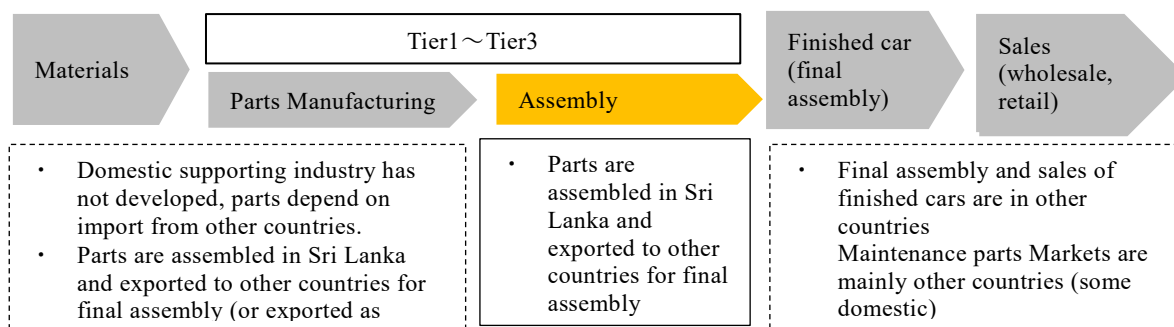 Tier1～Tier3
Materials
Parts Manufacturing
Assembly
Finished car
(final
assembly)
Sales
(wholesale,
retail)
・ Domestic supporting industry has
not developed, parts depend on
import from other countries.
・ Parts are assembled in Sri Lanka
and exported to other countries for
final assembly (or exported as
・ Parts are
assembled in Sri
Lanka and
exported to other
countries for final
assembly
・ Final assembly and sales of
finished cars are in other
countries
Maintenance parts Markets are
mainly other countries (some
domestic)